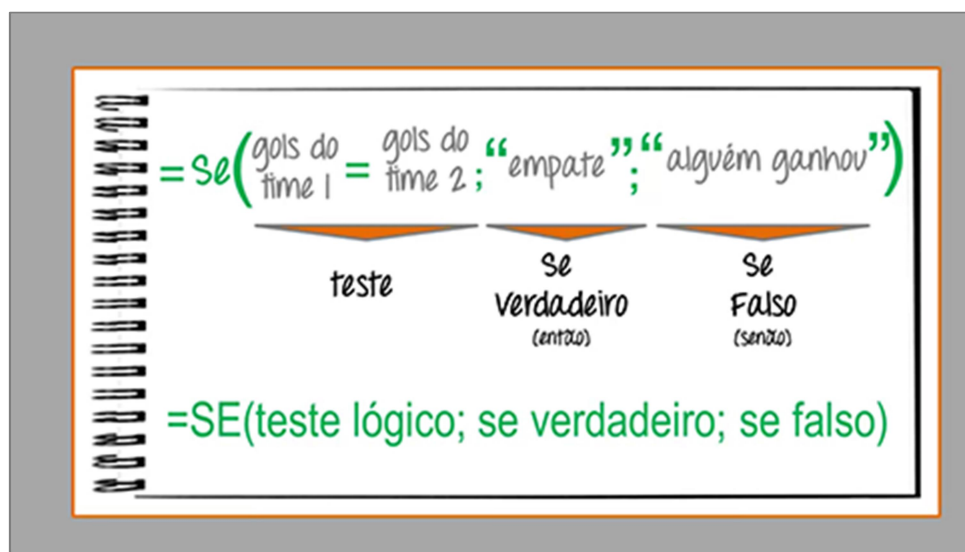 =se(gols do time 1 = gols do time 2;“empate”;“alguém ganhou”)
teste
se
Verdadeiro
(então)
se
Falso
(senão)
=SE(teste lógico; se verdadeiro; se falso)